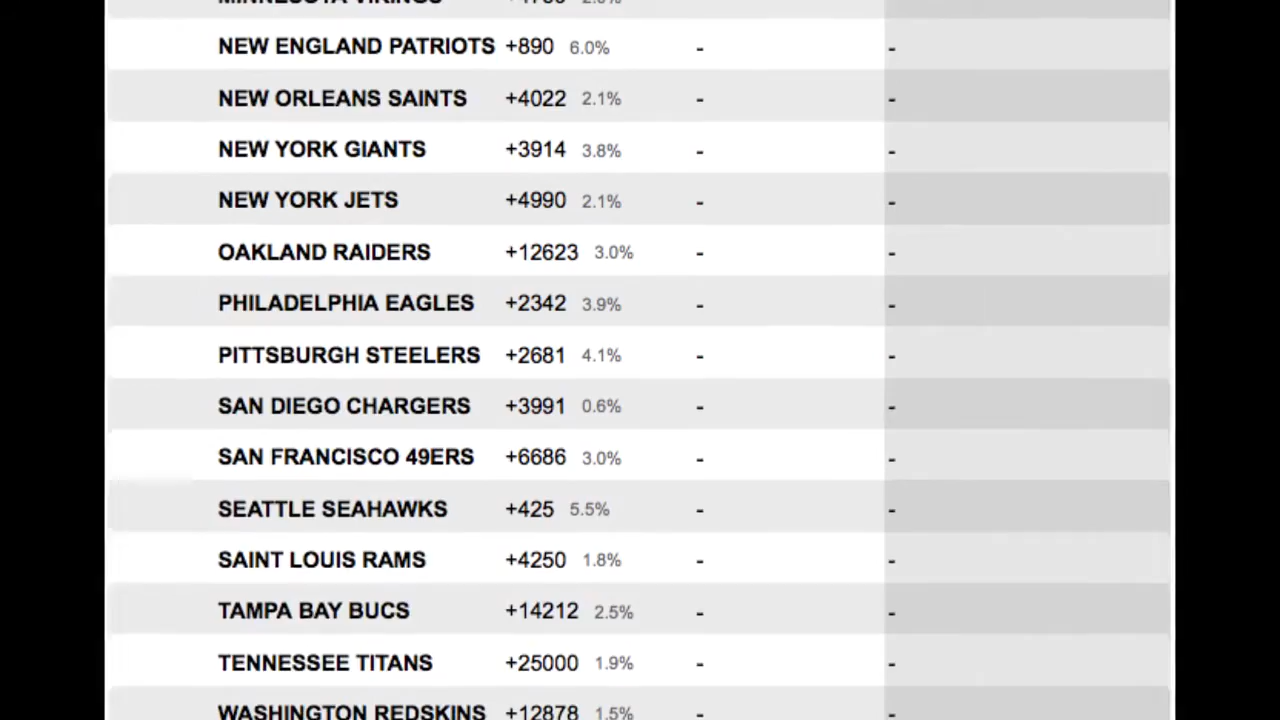 MINNESOTA VIKINGS
NEW ENGLAND PATRIOTS +890 6.0% - -
NEW ORLEANS SAINTS +4022 2.1% - -
NEW YORK GIANTS +3914 3.8% - -
NEW YORK JETS +4990 2.1% - -
OAKLAND RAIDERS +12623 3.0% - -
PHILADELPHIA EAGLES +2342 3.9% - -
PITTSBURGH STEELERS +2681 4.1% - -
SAN DIEGO CHARGERS +3991 0.6% - -
SAN FRANCISCO 49ERS +6686 3.0% - -
SEATTLE SEAHAWKS +425 5.5% - -
SAINT LOUIS RAMS +4250 1.8% - -
TAMPA BAY BUCS +14212 2.5% - -
TENNESSEE TITANS +25000 1.9% - -
WASHINGTON REDSKINS +12878 1.5% - -